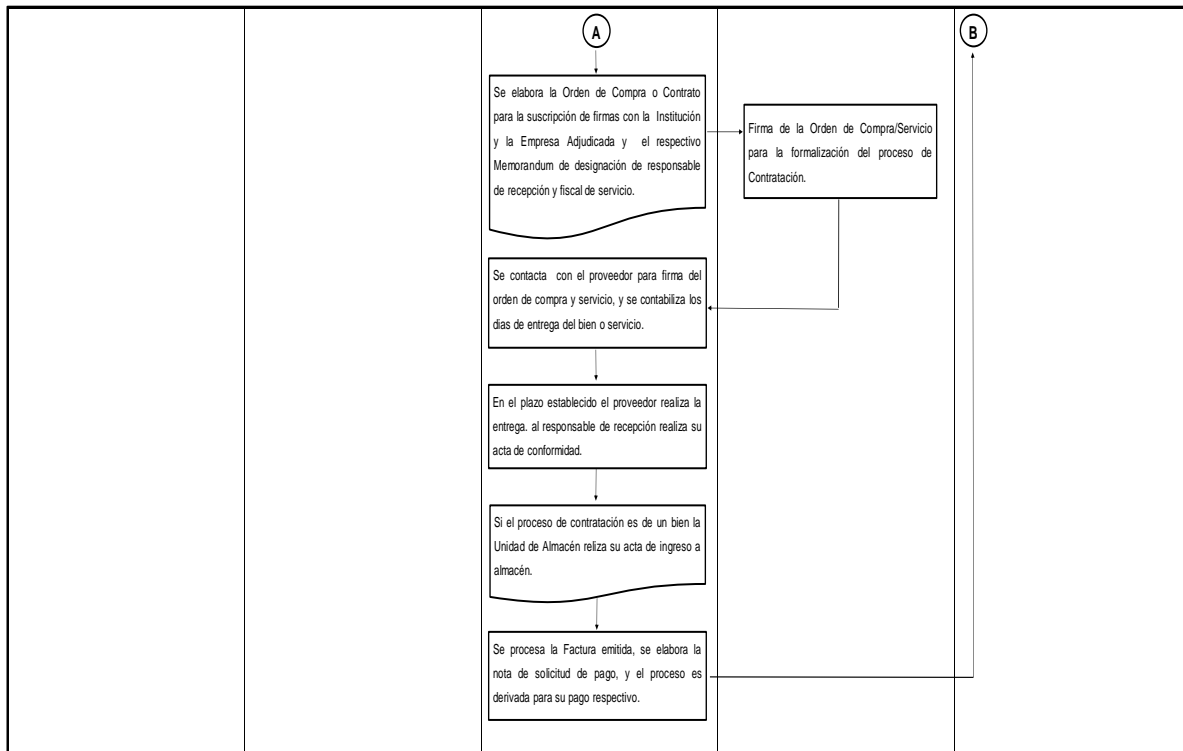 A
B
Se elabora la Orden de Compra o Contrato
para la suscripción de firmas con la Institución
y la Empresa Adjudicada y el respectivo
Memorandum de designación de responsable
de recepción y fiscal de servicio.
Firma de la Orden de Compra/Servicio
para la formalización del proceso de
Contratación.
Se contacta con el proveedor para firma del
orden de compra y servicio, y se contabiliza los
dias de entrega del bien o servicio.
En el plazo establecido el proveedor realiza la
entrega. al responsable de recepción realiza su
acta de conformidad.
Si el proceso de contratación es de un bien la
Unidad de Almacén reliza su acta de ingreso a
almacén.
Se procesa la Factura emitida, se elabora la
nota de solicitud de pago, y el proceso es
derivada para su pago respectivo.